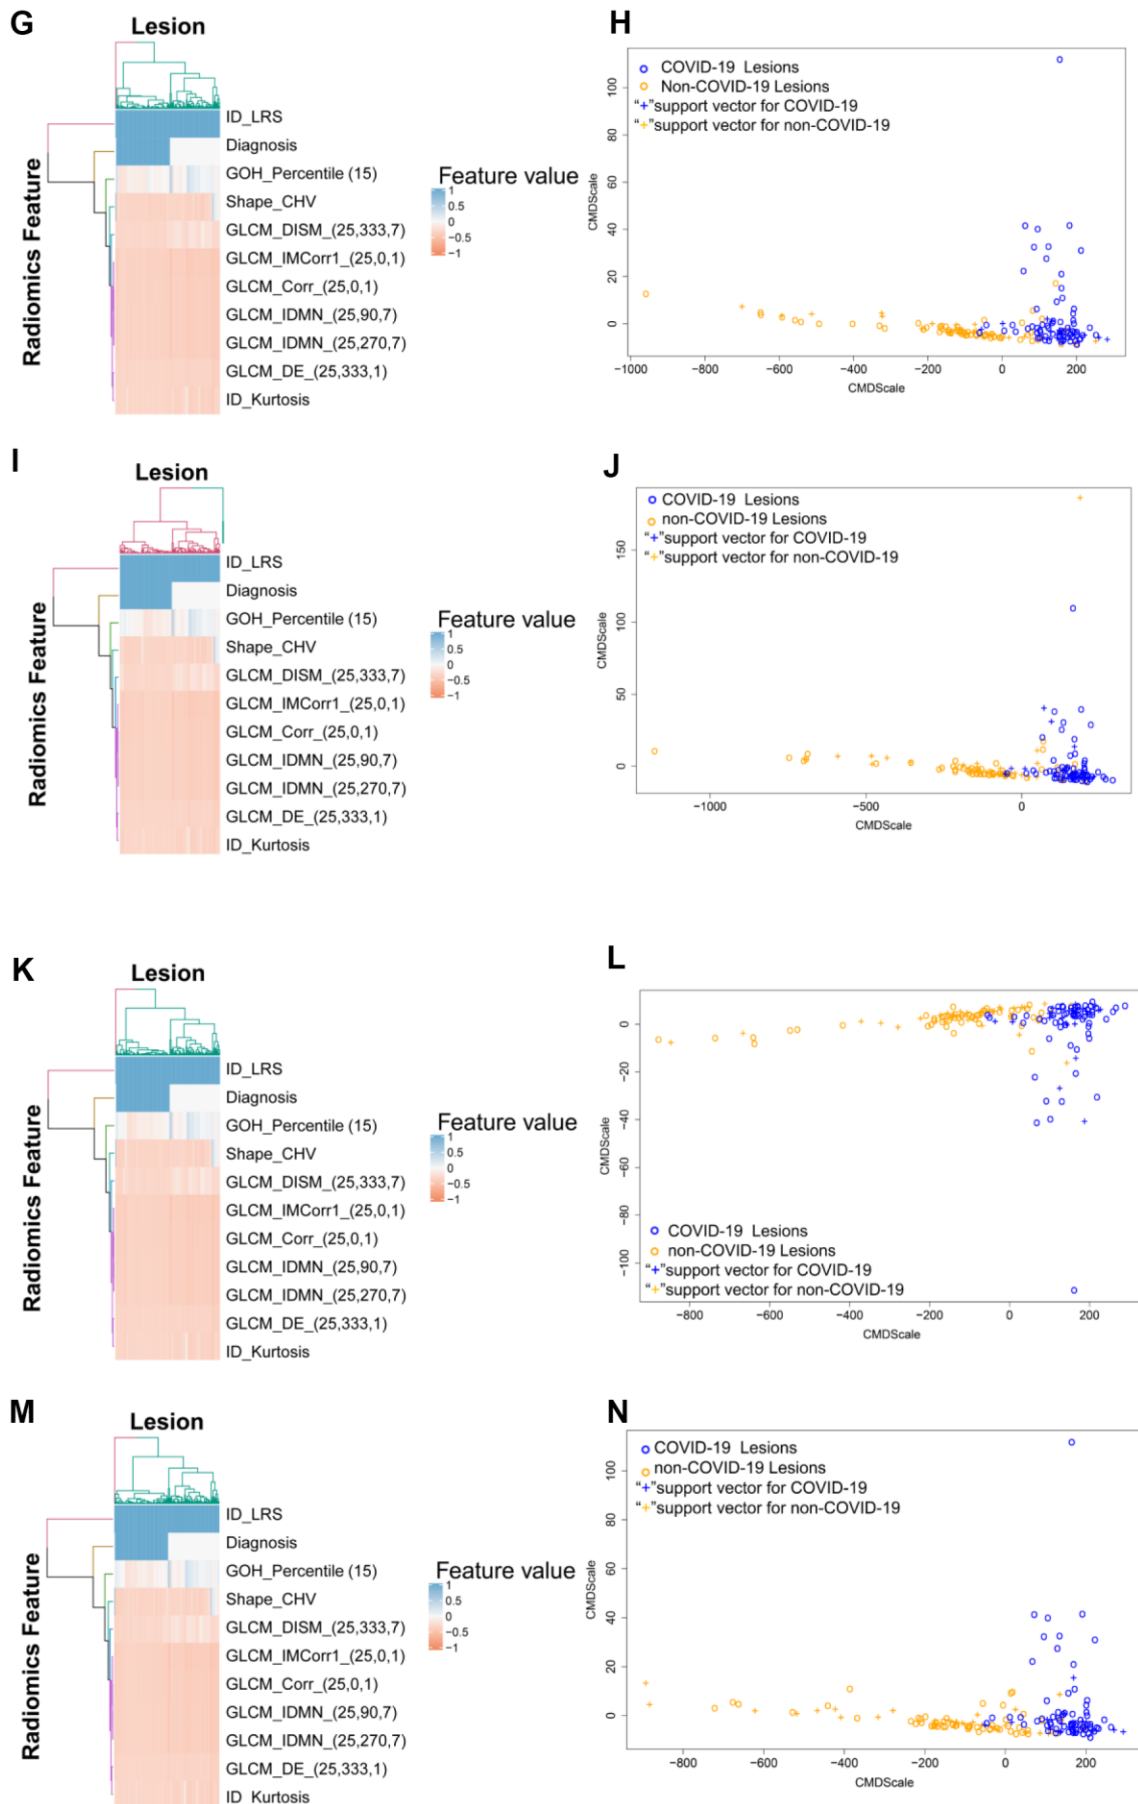 G
Lesion
Radiomics Feature
ID_LRS
Diagnosis
GOH_Percentile (15)
Shape_CHV
GLCM_DISM_(25,333,7)
GLCM_IMCorr1_(25,0,1)
GLCM_Corr_(25,0,1)
GLCM_IDMN_(25,90,7)
GLCM_IDMN_(25,270,7)
GLCM_DE_(25,333,1)
ID_Kurtosis
Feature value
1
0.5
0
−0.5
−1
H
COVID-19 Lesions
Non-COVID-19 Lesions
“+”support vector for COVID-19
“+”support vector for non-COVID-19
CMDScale
100
80
60
40
20
0
−1000 −800 −600 −400 −200 0 200
CMDScale
I
Lesion
Radiomics Feature
ID_LRS
Diagnosis
GOH_Percentile (15)
Shape_CHV
GLCM_DISM_(25,333,7)
GLCM_IMCorr1_(25,0,1)
GLCM_Corr_(25,0,1)
GLCM_IDMN_(25,90,7)
GLCM_IDMN_(25,270,7)
GLCM_DE_(25,333,1)
ID_Kurtosis
Feature value
1
0.5
0
−0.5
−1
J
COVID-19 Lesions
non-COVID-19 Lesions
“+”support vector for COVID-19
“+”support vector for non-COVID-19
CMDScale
150
100
50
0
−1000 −500 0
CMDScale
K
Lesion
Radiomics Feature
ID_LRS
Diagnosis
GOH_Percentile (15)
Shape_CHV
GLCM_DISM_(25,333,7)
GLCM_IMCorr1_(25,0,1)
GLCM_Corr_(25,0,1)
GLCM_IDMN_(25,90,7)
GLCM_IDMN_(25,270,7)
GLCM_DE_(25,333,1)
ID_Kurtosis
Feature value
1
0.5
0
−0.5
−1
L
CMDScale
0
−20
−40
−60
−80
−100
COVID-19 Lesions
non-COVID-19 Lesions
“+”support vector for COVID-19
“+”support vector for non-COVID-19
−800 −600 −400 −200 0 200
CMDScale
M
Lesion
Radiomics Feature
ID_LRS
Diagnosis
GOH_Percentile (15)
Shape_CHV
GLCM_DISM_(25,333,7)
GLCM_IMCorr1_(25,0,1)
GLCM_Corr_(25,0,1)
GLCM_IDMN_(25,90,7)
GLCM_IDMN_(25,270,7)
GLCM_DE_(25,333,1)
ID_Kurtosis
Feature value
1
0.5
0
−0.5
−1
N
COVID-19 Lesions
non-COVID-19 Lesions
“+”support vector for COVID-19
“+”support vector for non-COVID-19
CMDScale
100
80
60
40
20
0
−800 −600 −400 −200 0 200
CMDScale